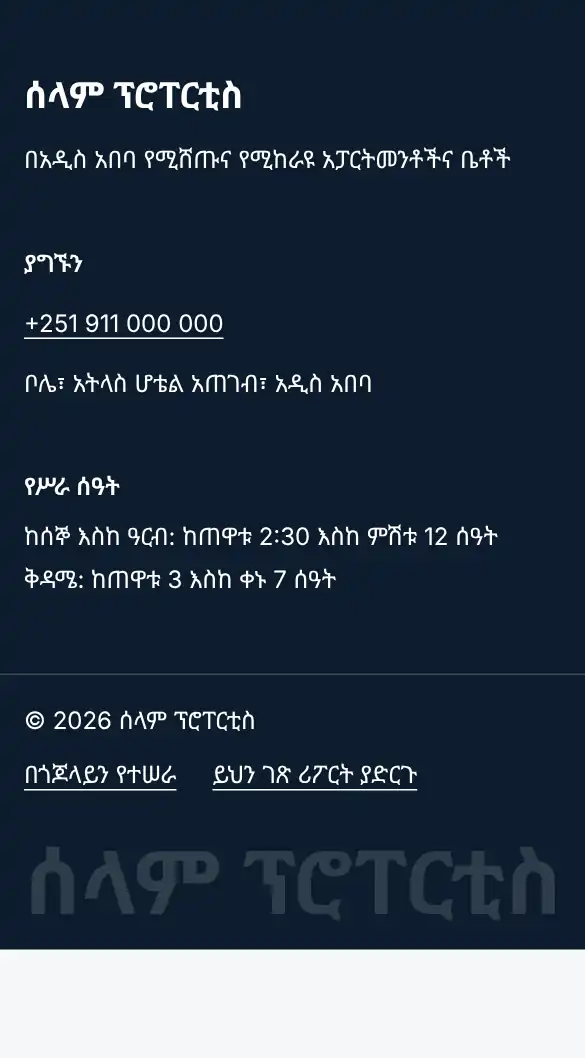 ሰላም ፕሮፐርቲስ
በአዲስ አበባ የሚሸጡና የሚከራዩ አፓርትመንቶችና ቤቶች
ያግኙን
+251 911 000 000
ቦሌ፣ አትላስ ሆቴል አጠገብ፣ አዲስ አበባ
የሥራ ሰዓት
ከሰኞ እስከ ዓርብ: ከጠዋቱ 2:30 እስከ ምሽቱ 12 ሰዓት
ቅዳሜ: ከጠዋቱ 3 እስከ ቀኑ 7 ሰዓት
© 2026 ሰላም ፕሮፐርቲስ
በጎጆላይን የተሠራ ይህን ገጽ ሪፖርት ያድርጉ
ሰላም ፕሮፐርቲስ